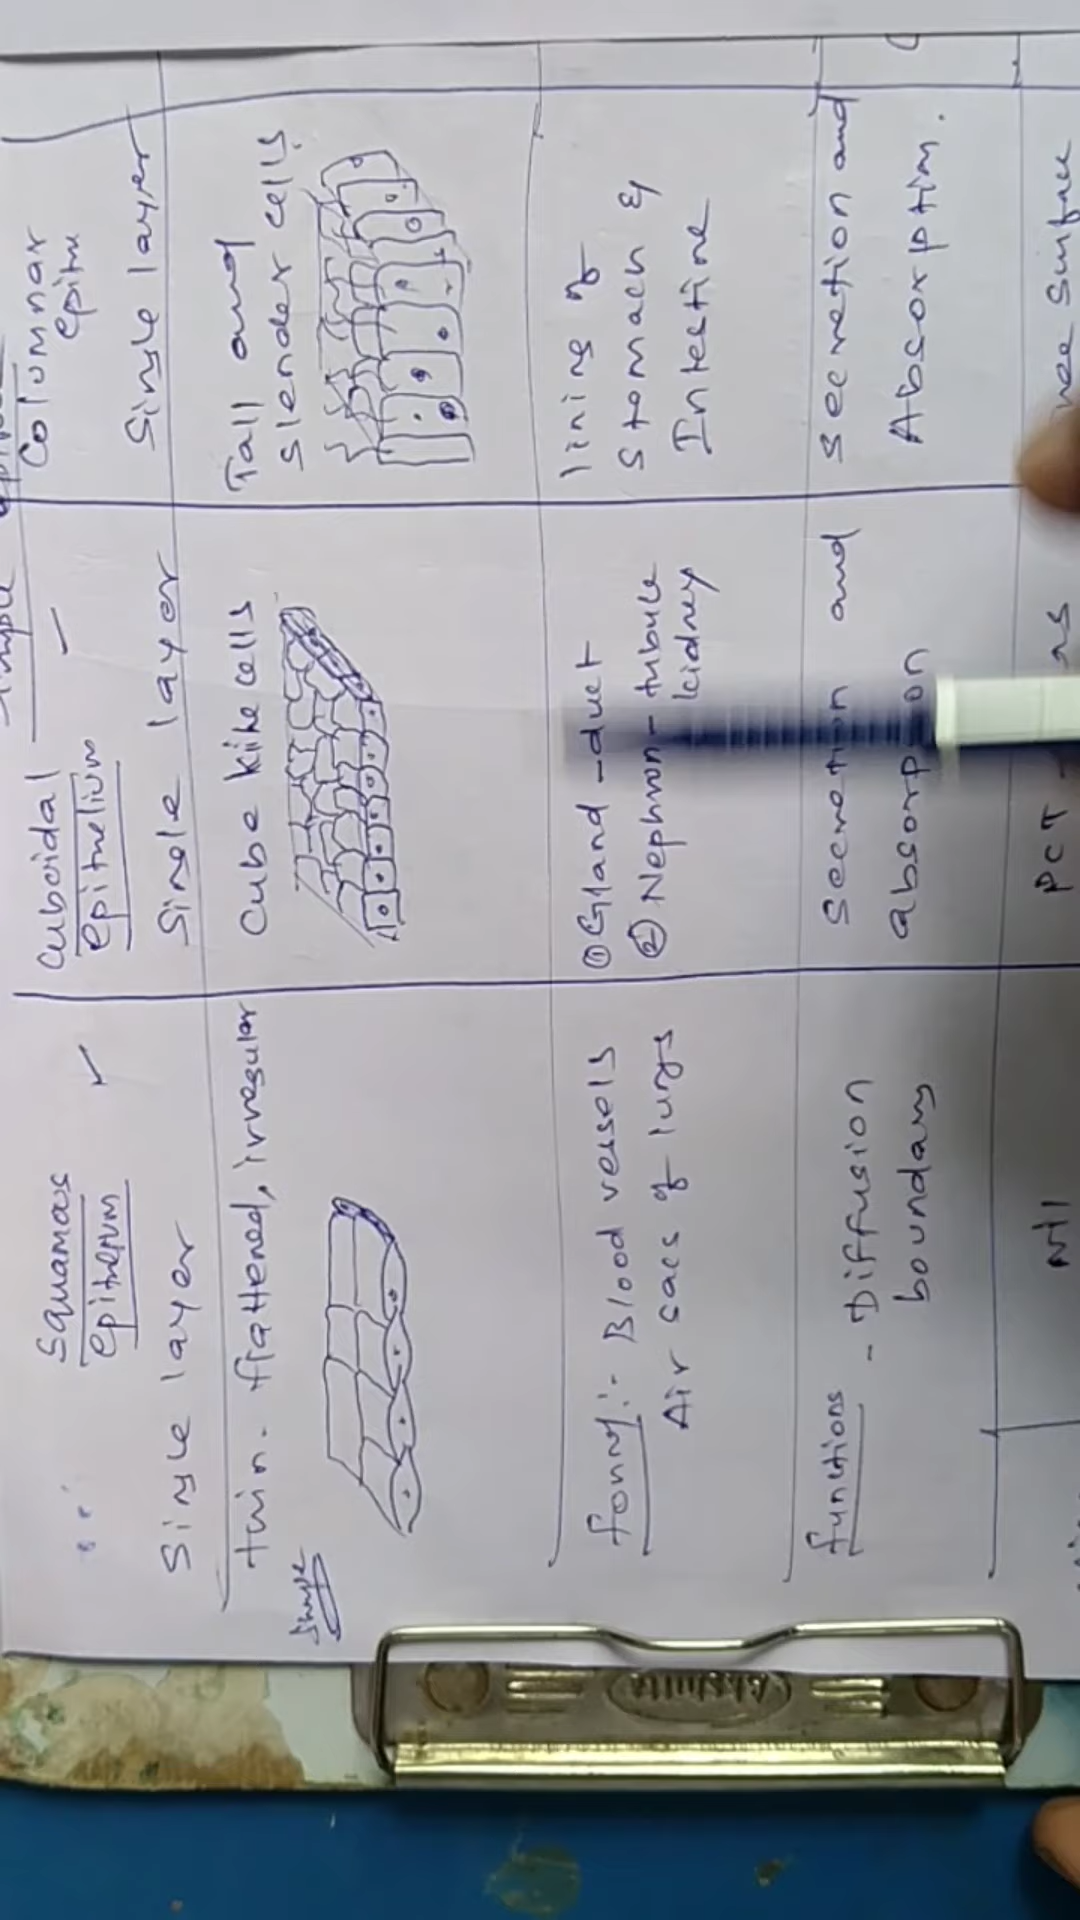 Squamous
epithelium
Single layer
thin. flattened, irregular
Shape
found:- Blood vessels
Air sacs of lungs
functions - Diffusion
boundary
Nil
Cuboidal
epithelium
Single layer
Cube like cells
① Gland - duct
② Nephron - tubule
kidney
Secretion and
absorption
PCT
Columnar
epithe
Single layer
Tall and
slender cells
lining of
Stomach &
Intestine
Secretion and
Absorption.
Surface